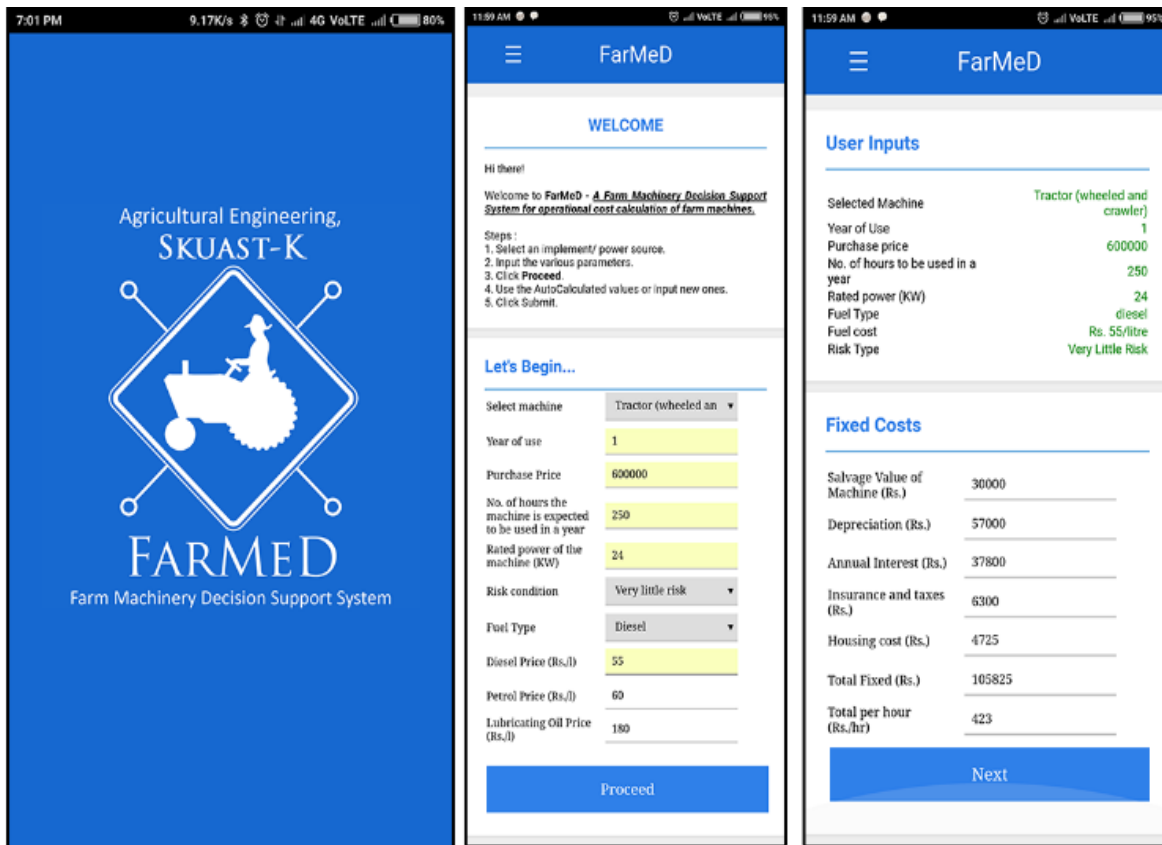 7:01 PM 9.17K/s 4G VoLTE 80%
Agricultural Engineering,
SKUAST-K
FARMED
Farm Machinery Decision Support System
11:59 AM VoLTE 95%
FarMeD
WELCOME
Hi there!
Welcome to FarMeD - A Farm Machinery Decision Support
System for operational cost calculation of farm machines.
Steps :
1. Select an implement/ power source.
2. Input the various parameters.
3. Click Proceed.
4. Use the AutoCalculated values or input new ones.
5. Click Submit.
Let's Begin...
Select machine Tractor (wheeled an
Year of use 1
Purchase Price 600000
No. of hours the
machine is expected
to be used in a year
250
Rated power of the
machine (KW)
24
Risk condition Very little risk
Fuel Type Diesel
Diesel Price (Rs./l) 55
Petrol Price (Rs./l) 60
Lubricating Oil Price
(Rs./l)
180
Proceed
11:59 AM VoLTE 95%
FarMeD
User Inputs
Selected Machine Tractor (wheeled and
crawler)
Year of Use 1
Purchase price 600000
No. of hours to be used in a
year
250
Rated power (KW) 24
Fuel Type diesel
Fuel cost Rs. 55/litre
Risk Type Very Little Risk
Fixed Costs
Salvage Value of
Machine (Rs.)
30000
Depreciation (Rs.) 57000
Annual Interest (Rs.) 37800
Insurance and taxes
(Rs.)
6300
Housing cost (Rs.) 4725
Total Fixed (Rs.) 105825
Total per hour
(Rs./hr)
423
Next